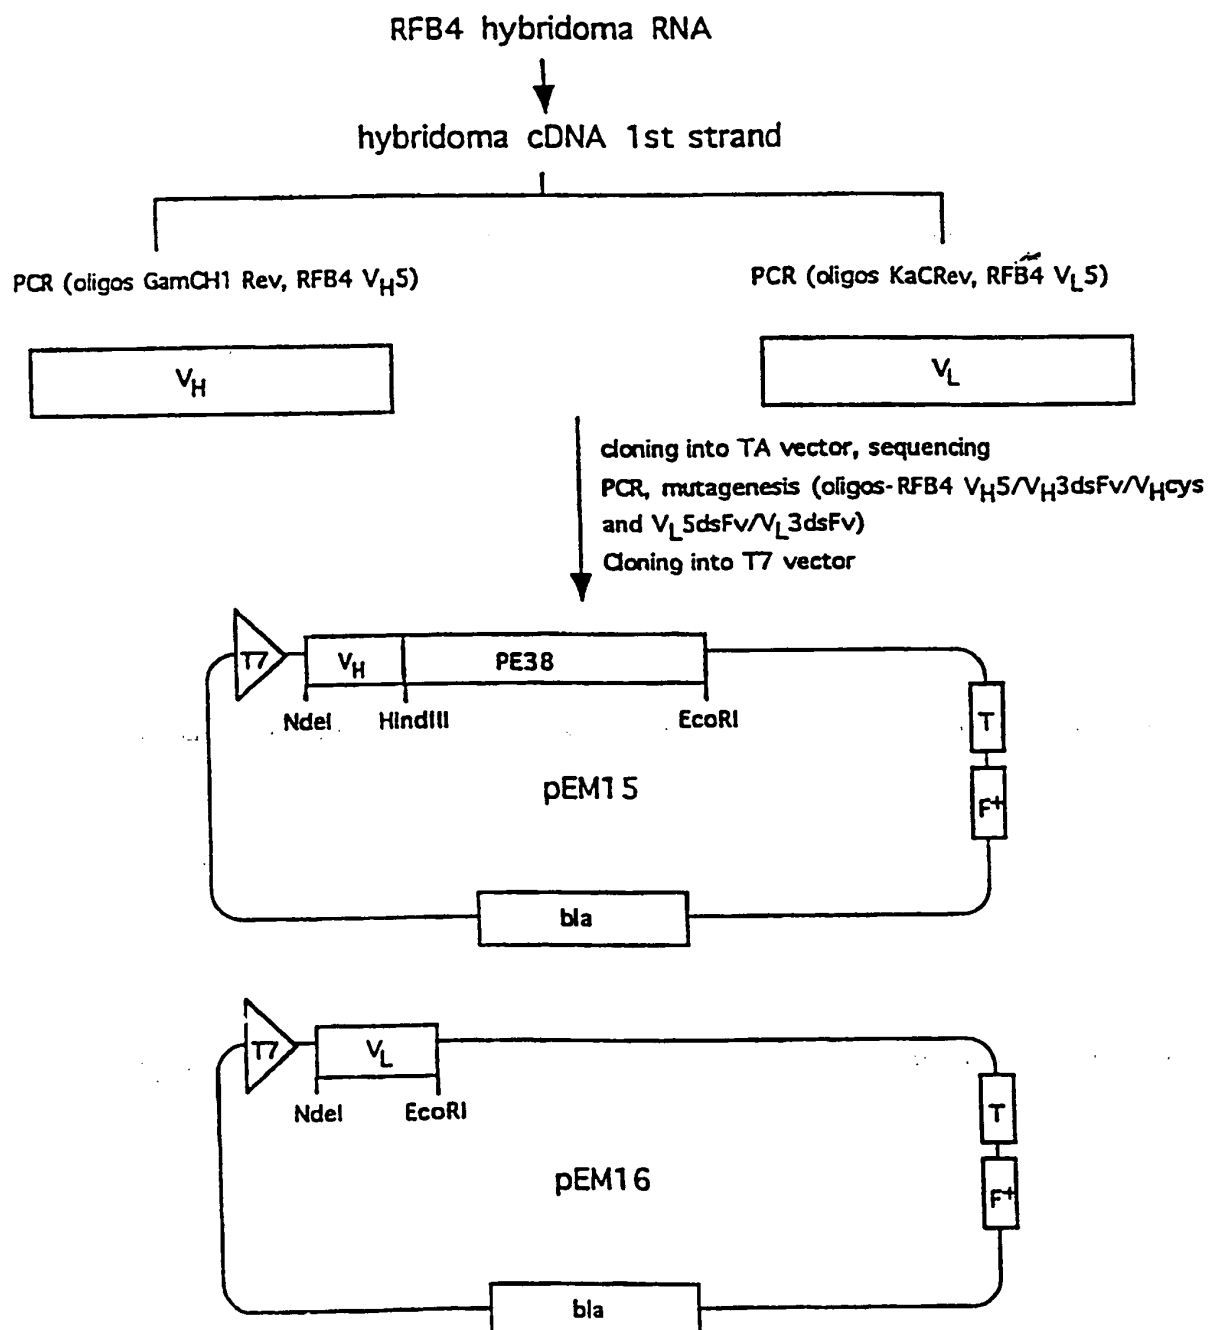 RFB4 hybridoma RNA
hybridoma cDNA 1st strand
PCR (oligos GamCH1 Rev, RFB4 VH5)
PCR (oligos KaCRev, RFB4 VL5)
VH
VL
cloning into TA vector, sequencing
PCR, mutagenesis (oligos-RFB4 VH5/VH3dsFv/VHcys
and VL5dsFv/VL3dsFv)
Cloning into T7 vector
T7
VH
PE38
NdeI
HindIII
EcoRI
T
F+
pEM15
bla
T7
VL
NdeI
EcoRI
T
F+
pEM16
bla